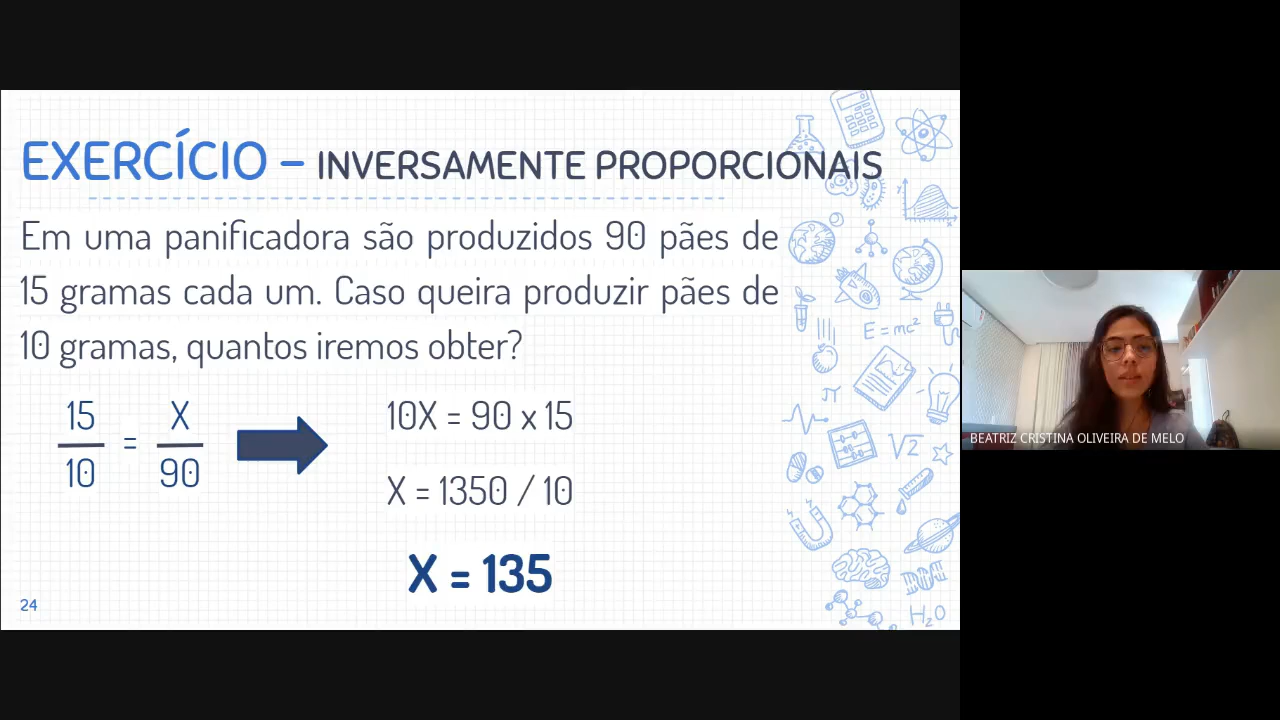 EXERCÍCIO – INVERSAMENTE PROPORCIONAIS
Em uma panificadora são produzidos 90 pães de
15 gramas cada um. Caso queira produzir pães de
10 gramas, quantos iremos obter?
15
10
=
X
90
10X = 90 x 15
X = 1350 / 10
X = 135
24
y
x
E = mc²
π
√2
H₂O
BEATRIZ CRISTINA OLIVEIRA DE MELO